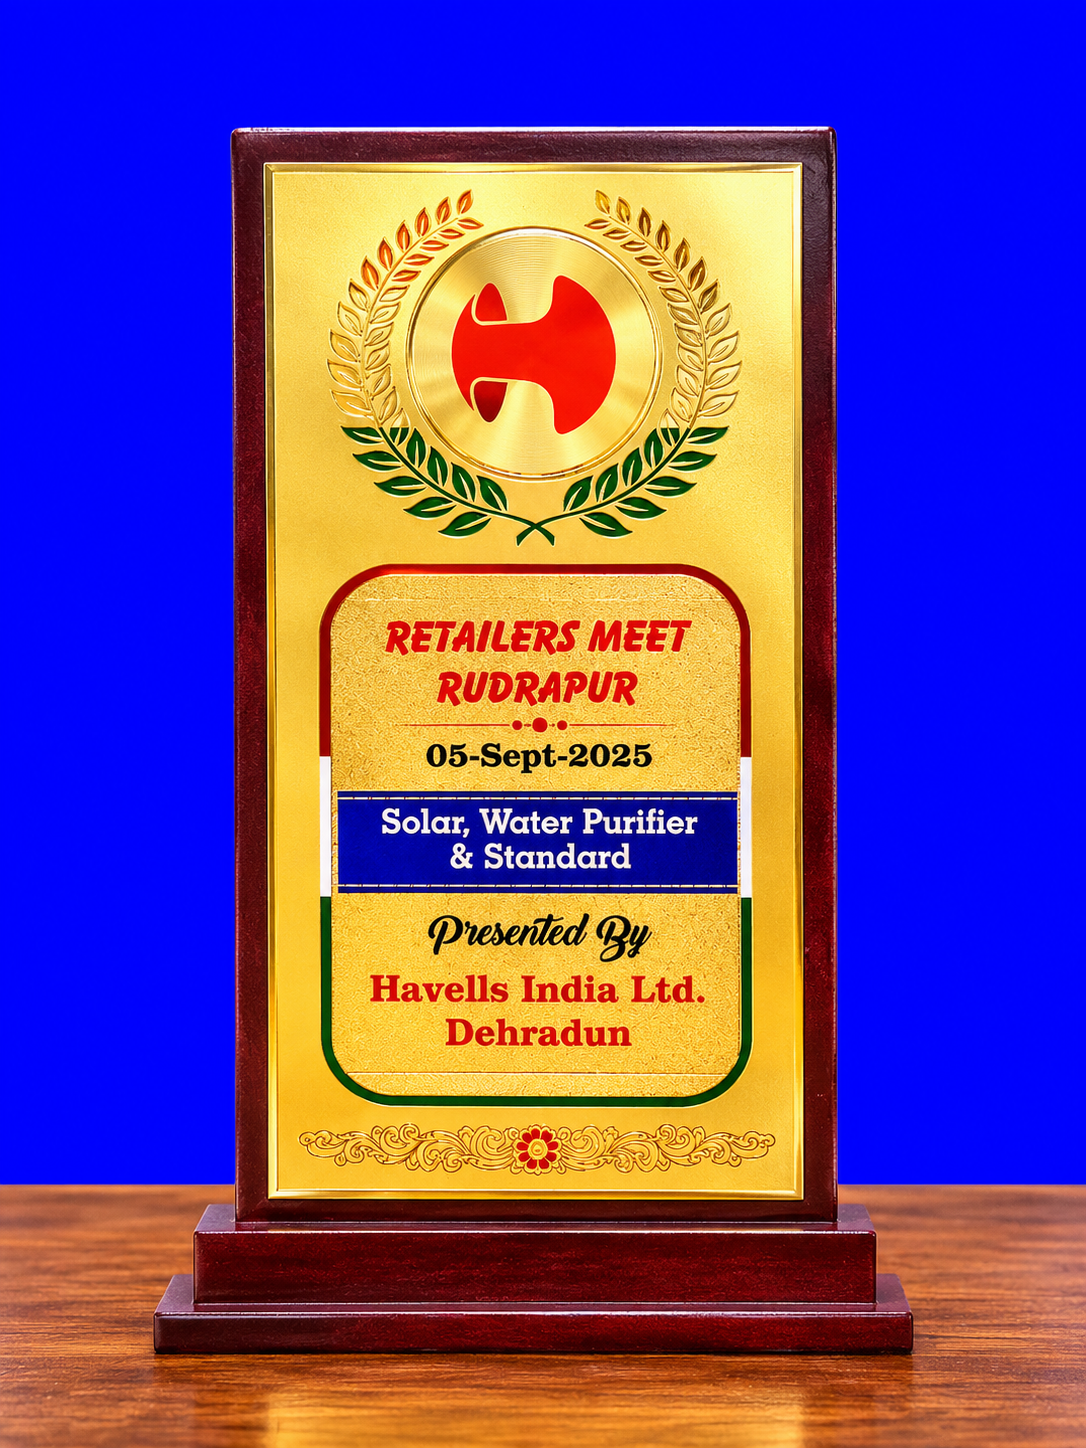 RETAILERS MEET
RUDRAPUR
05-Sept-2025
Solar, Water Purifier
& Standard
Presented By
Havells India Ltd.
Dehradun